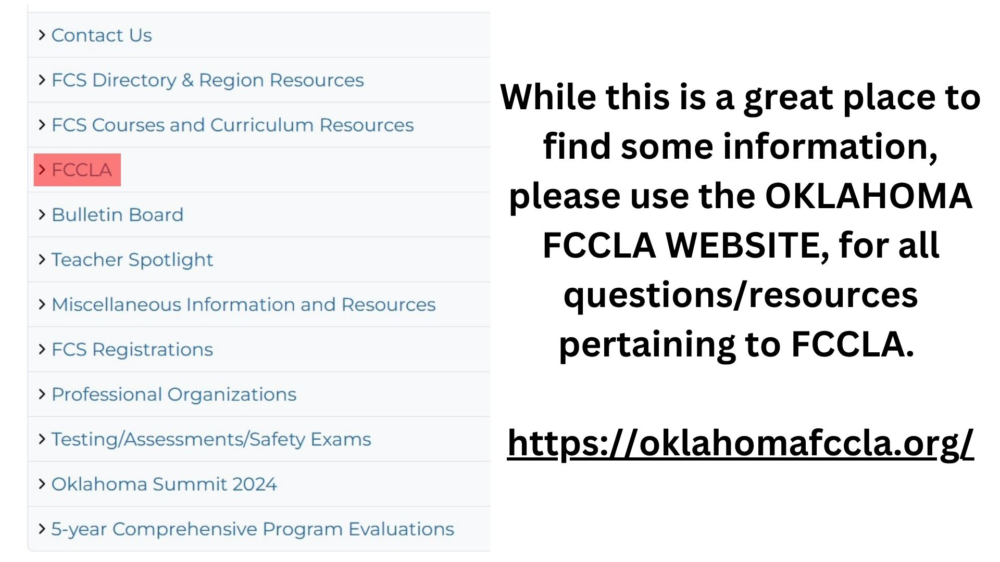 Contact Us
FCS Directory & Region Resources
FCS Courses and Curriculum Resources
FCCLA
Bulletin Board
Teacher Spotlight
Miscellaneous Information and Resources
FCS Registrations
Professional Organizations
Testing/Assessments/Safety Exams
Oklahoma Summit 2024
5-year Comprehensive Program Evaluations
While this is a great place to
find some information,
please use the OKLAHOMA
FCCLA WEBSITE, for all
questions/resources
pertaining to FCCLA.
https://oklahomafccla.org/